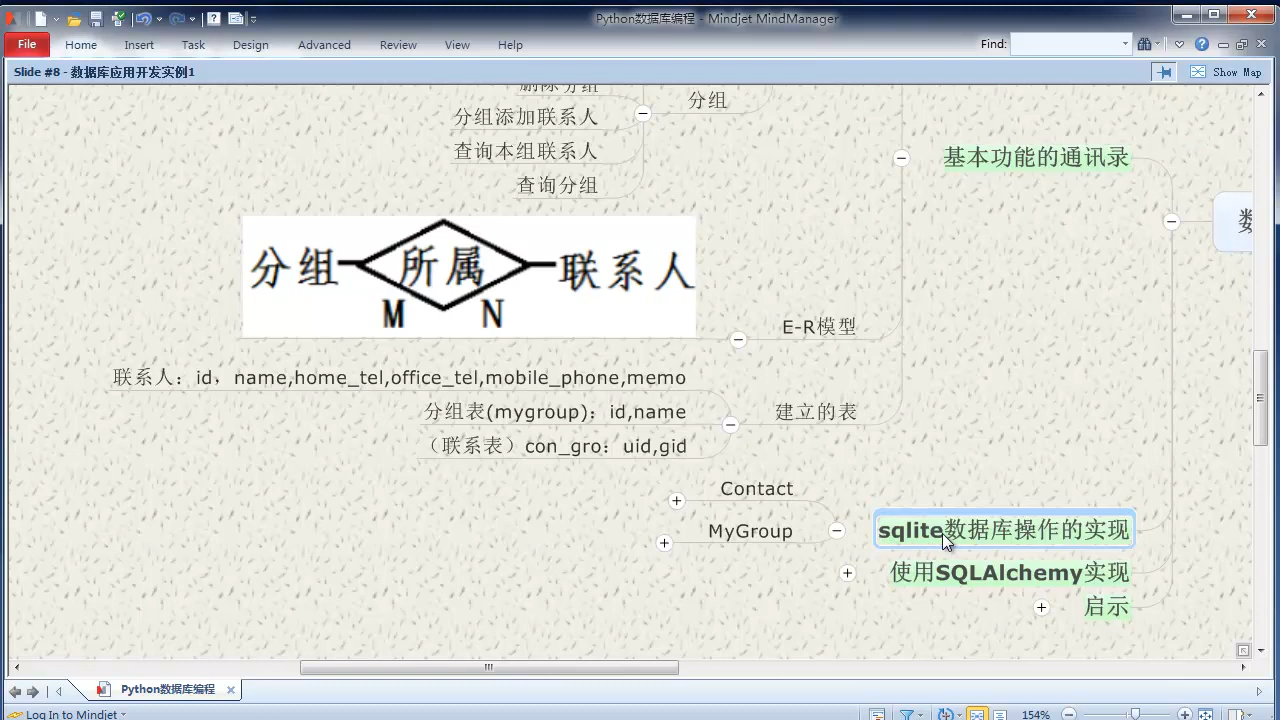 Python数据库编程 - Mindjet MindManager
File Home Insert Task Design Advanced Review View Help Find:
Slide #8 - 数据库应用开发实例1
Show Map
删除分组
分组
分组添加联系人
查询本组联系人
查询分组
基本功能的通讯录
分组 所属 联系人
M N
E-R模型
联系人：id，name,home_tel,office_tel,mobile_phone,memo
分组表(mygroup)：id,name
建立的表
（联系表）con_gro：uid,gid
Contact
MyGroup
sqlite数据库操作的实现
使用SQLAlchemy实现
启示
Python数据库编程
Log In to Mindjet
154%